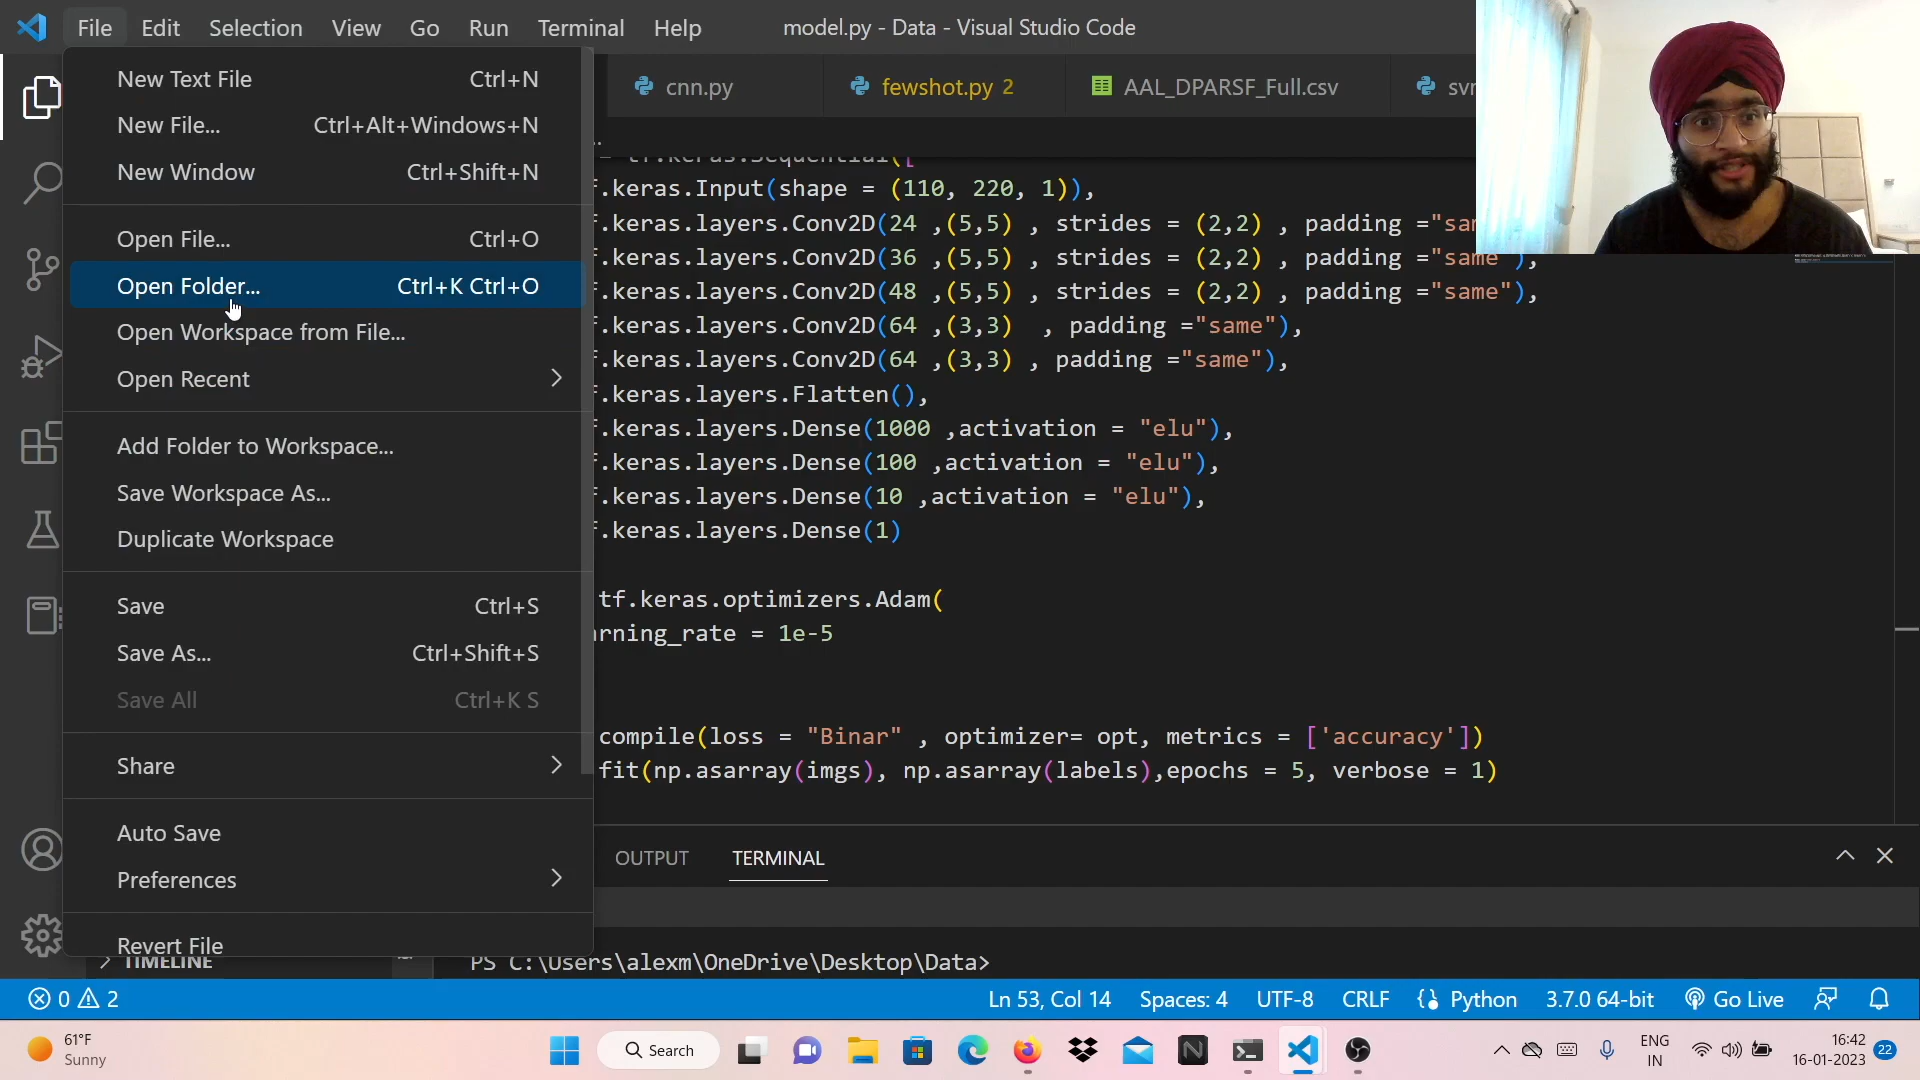 File Edit Selection View Go Run Terminal Help model.py - Data - Visual Studio Code
New Text File Ctrl+N
New File... Ctrl+Alt+Windows+N
New Window Ctrl+Shift+N
Open File... Ctrl+O
Open Folder... Ctrl+K Ctrl+O
Open Workspace from File...
Open Recent
Add Folder to Workspace...
Save Workspace As...
Duplicate Workspace
Save Ctrl+S
Save As... Ctrl+Shift+S
Save All Ctrl+K S
Share
Auto Save
Preferences
Revert File
TIMELINE
cnn.py fewshot.py 2 AAL_DPARSF_Full.csv
= tf.keras.Sequential([
f.keras.Input(shape = (110, 220, 1)),
f.keras.layers.Conv2D(24 ,(5,5) , strides = (2,2) , padding ="sam
f.keras.layers.Conv2D(36 ,(5,5) , strides = (2,2) , padding ="same"),
f.keras.layers.Conv2D(48 ,(5,5) , strides = (2,2) , padding ="same"),
f.keras.layers.Conv2D(64 ,(3,3)  , padding ="same"),
f.keras.layers.Conv2D(64 ,(3,3) , padding ="same"),
f.keras.layers.Flatten(),
f.keras.layers.Dense(1000 ,activation = "elu"),
f.keras.layers.Dense(100 ,activation = "elu"),
f.keras.layers.Dense(10 ,activation = "elu"),
f.keras.layers.Dense(1)
tf.keras.optimizers.Adam(
arning_rate = 1e-5
compile(loss = "Binar" , optimizer= opt, metrics = ['accuracy'])
fit(np.asarray(imgs), np.asarray(labels),epochs = 5, verbose = 1)
OUTPUT TERMINAL
PS C:\Users\alexm\OneDrive\Desktop\Data>
0 2 Ln 53, Col 14 Spaces: 4 UTF-8 CRLF Python 3.7.0 64-bit Go Live
61°F
Sunny
Search
ENG
IN
16:42
16-01-2023
22